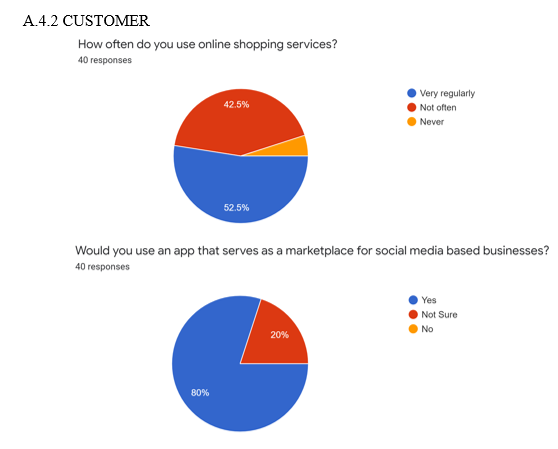 A.4.2 CUSTOMER
How often do you use online shopping services?
40 responses
42.5%
52.5%
Very regularly
Not often
Never
Would you use an app that serves as a marketplace for social media based businesses?
40 responses
20%
80%
Yes
Not Sure
No